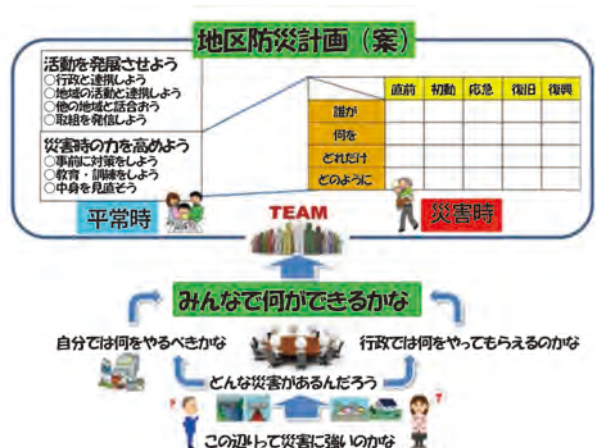 地区防災計画（案）
活動を発展させよう
○行政と連携しよう
○地域の活動と連携しよう
○他の地域と話合おう
○取組を発信しよう
災害時の力を高めよう
○事前に対策をしよう
○教育・訓練をしよう
○中身を見直そう
平常時
直前 初動 応急 復旧 復興
誰が
何を
どれだけ
どのように
災害時
TEAM
みんなで何ができるかな
自分では何をやるべきかな
行政では何をやってもらえるのかな
どんな災害があるんだろう
? ?
この辺りって災害に強いのかな